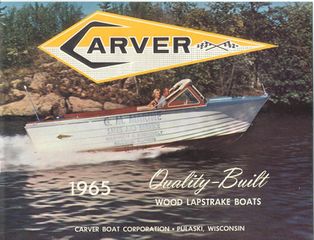 CARVER
1965
Quality-Built
WOOD LAPSTRAKE BOATS
CARVER BOAT CORPORATION • PULASKI, WISCONSIN